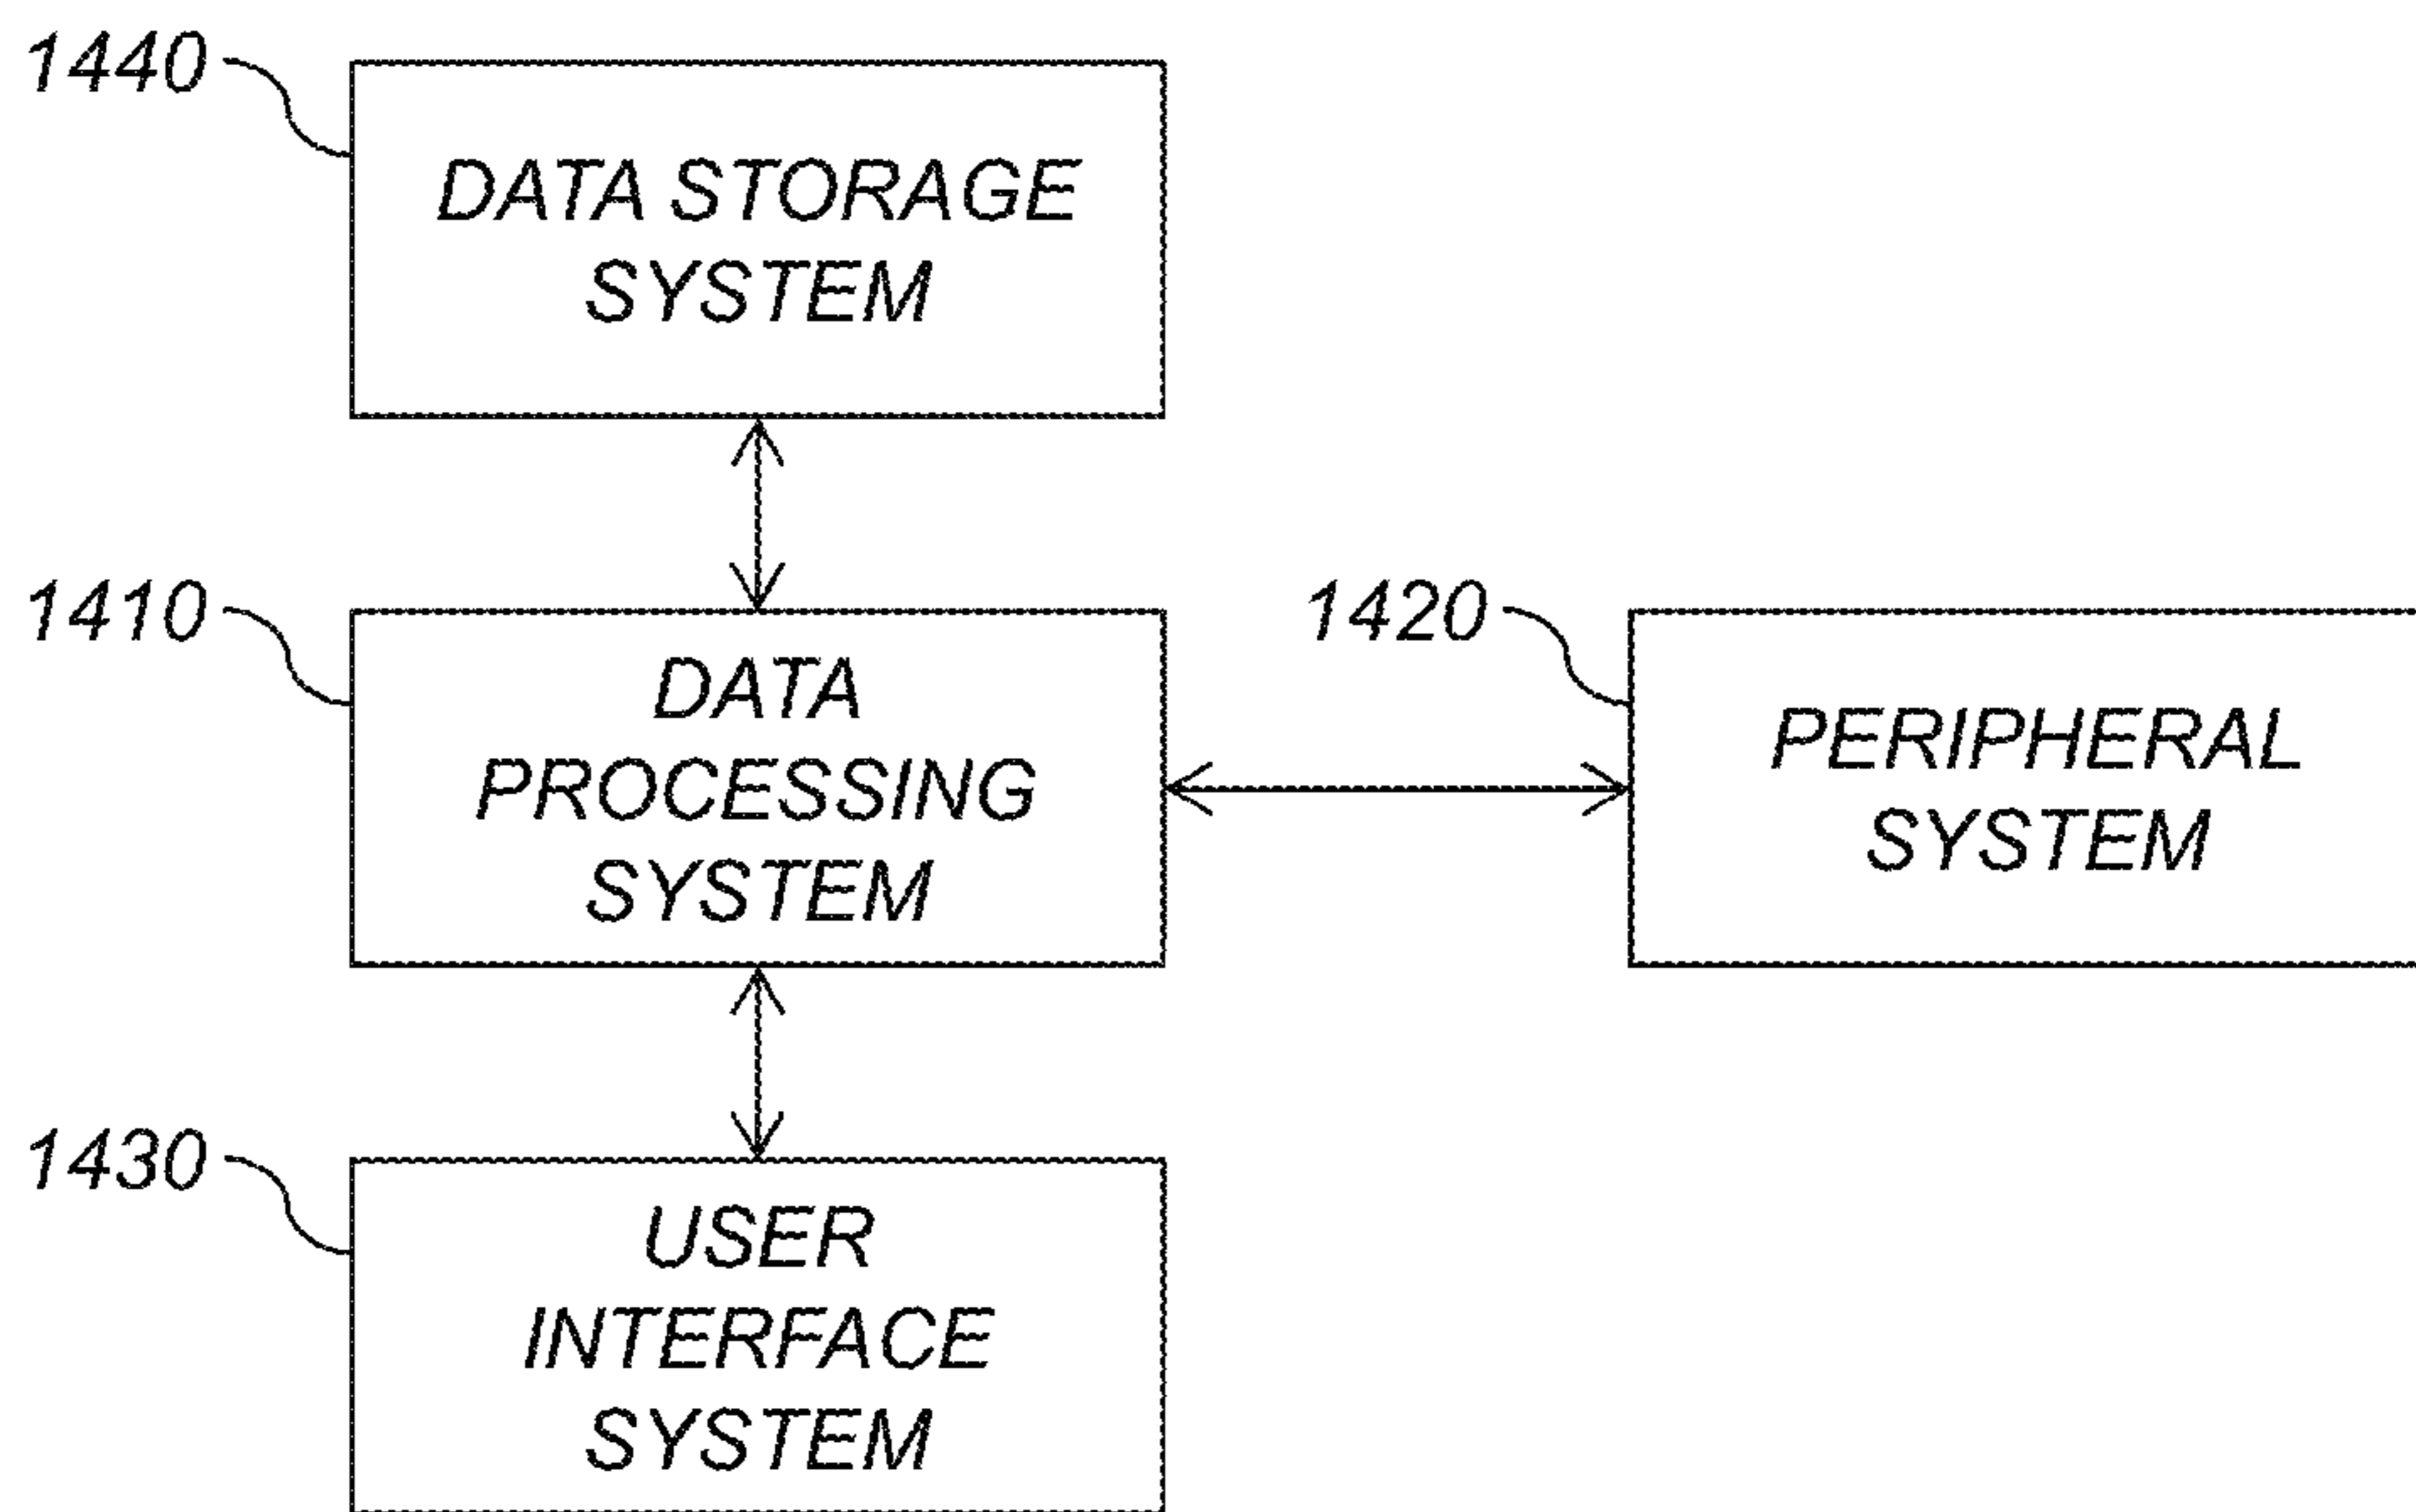 1440
DATA STORAGE
SYSTEM
1410
DATA
PROCESSING
SYSTEM
1420
PERIPHERAL
SYSTEM
1430
USER
INTERFACE
SYSTEM